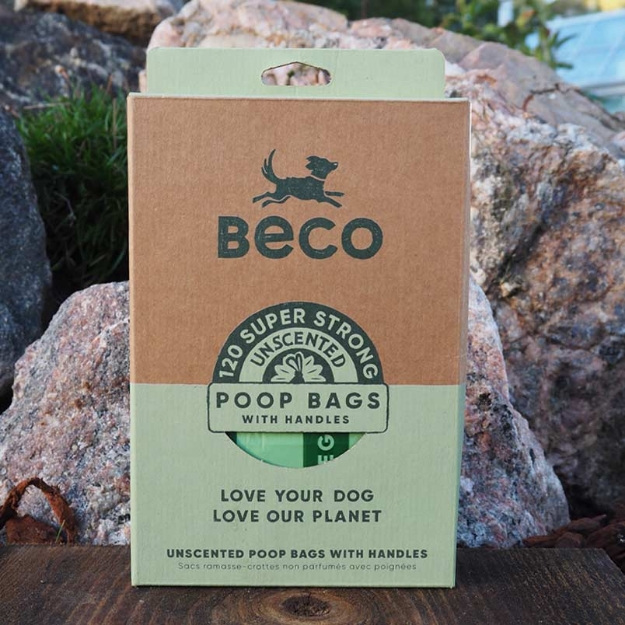 BeCO
120 SUPER STRONG
UNSCENTED
POOP BAGS
WITH HANDLES
EG
LOVE YOUR DOG
LOVE OUR PLANET
UNSCENTED POOP BAGS WITH HANDLES
Sacs ramasse-crottes non parfumés avec poignées